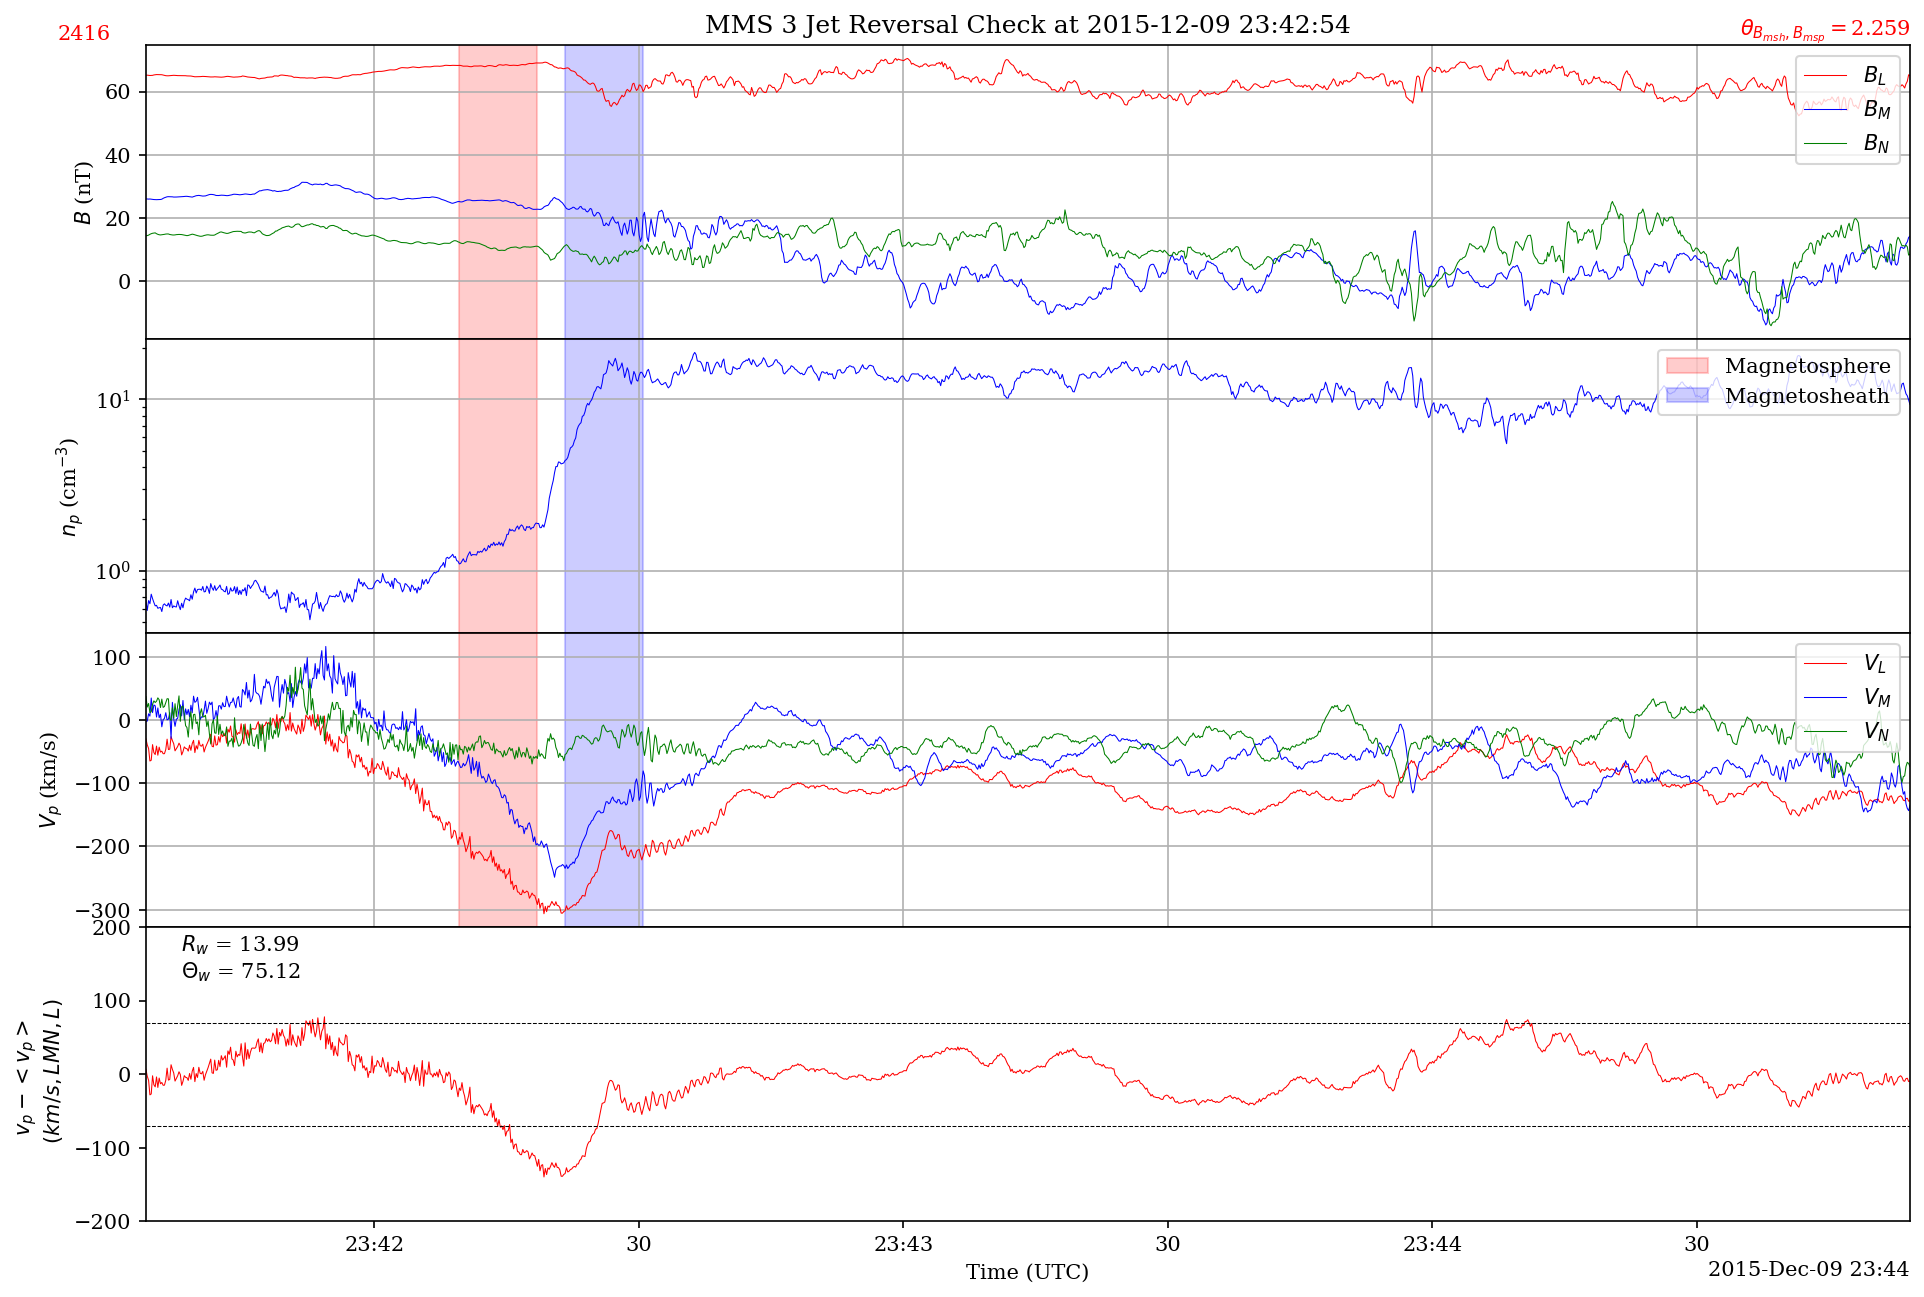 MMS 3 Jet Reversal Check at 2015-12-09 23:42:54
2416
θ_{B_{msh}, B_{msp}} = 2.259
60
40
20
0
B (nT)
B_L
B_M
B_N
10^1
10^0
n_p (cm^{−3})
Magnetosphere
Magnetosheath
100
0
−100
−200
−300
V_p (km/s)
V_L
V_M
V_N
200
100
0
−100
−200
v_p − < v_p >
(km/s, LMN, L)
R_w = 13.99
Θ_w = 75.12
23:42
30
23:43
30
23:44
30
Time (UTC)
2015-Dec-09 23:44